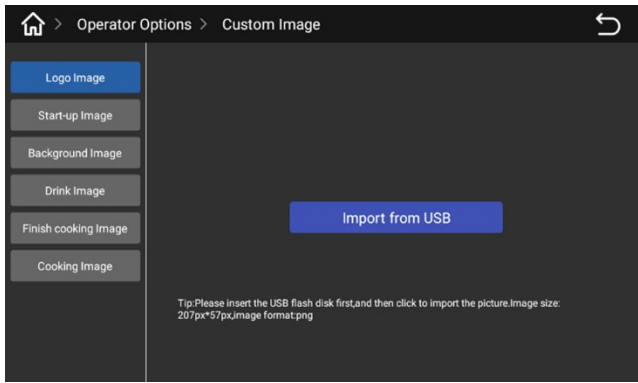 > Operator Options > Custom Image
Logo Image
Start-up Image
Background Image
Drink Image
Finish cooking Image
Cooking Image
Import from USB
Tip:Please insert the USB flash disk first,and then click to import the picture.Image size:
207px*57px,image format:png